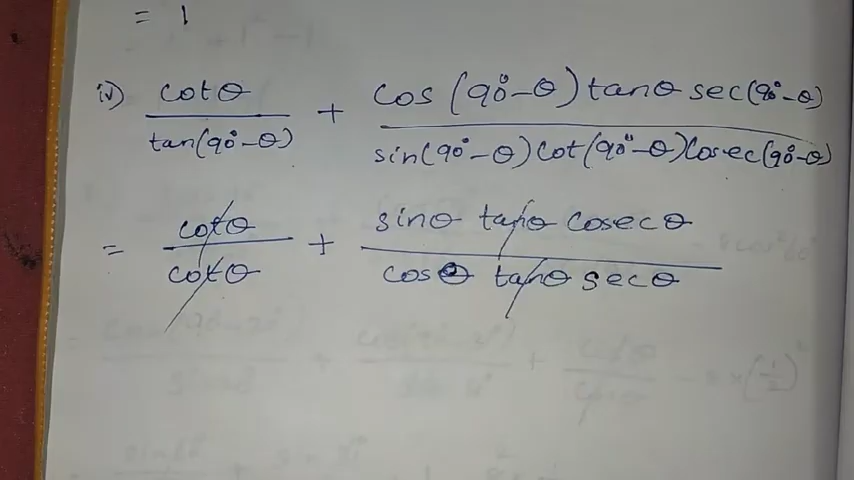 = 1
iv) cotθ / tan(90°-θ) + cos(90°-θ) tanθ sec(90°-θ) / sin(90°-θ) cot(90°-θ) Cosec(90°-θ)
= cotθ / cotθ + sinθ tanθ cosecθ / cosθ tanθ secθ